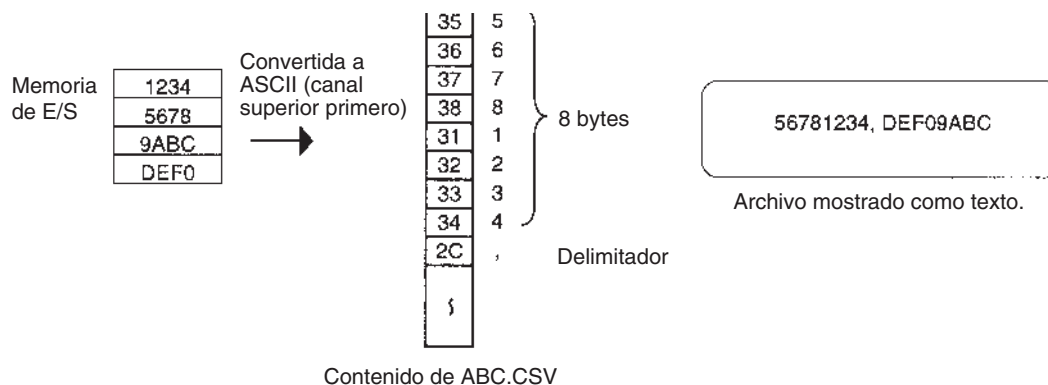 Memoria
de E/S
1234
5678
9ABC
DEF0
Convertida a
ASCII (canal
superior primero)
35 5
36 6
37 7
38 8
31 1
32 2
33 3
34 4
2C ,
8 bytes
Delimitador
Contenido de ABC.CSV
56781234, DEF09ABC
Archivo mostrado como texto.